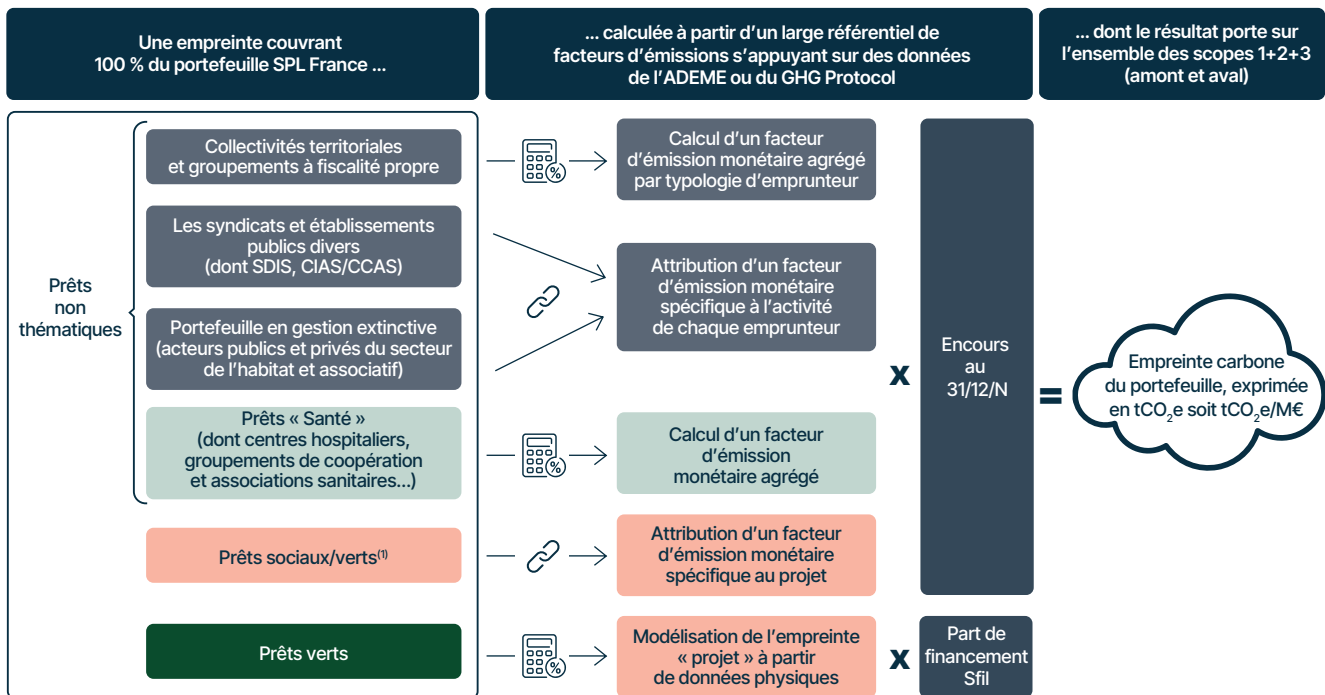 Une empreinte couvrant
100 % du portefeuille SPL France ...
... calculée à partir d'un large référentiel de
facteurs d'émissions s'appuyant sur des données
de l'ADEME ou du GHG Protocol
... dont le résultat porte sur
l'ensemble des scopes 1+2+3
(amont et aval)
Prêts
non
thématiques
Collectivités territoriales
et groupements à fiscalité propre
Calcul d'un facteur
d'émission monétaire agrégé
par typologie d'emprunteur
Les syndicats et établissements
publics divers
(dont SDIS, CIAS/CCAS)
Portefeuille en gestion extinctive
(acteurs publics et privés du secteur
de l'habitat et associatif)
Attribution d'un facteur
d'émission monétaire
spécifique à l'activité
de chaque emprunteur
Prêts « Santé »
(dont centres hospitaliers,
groupements de coopération
et associations sanitaires...)
Calcul d'un facteur
d'émission
monétaire agrégé
Prêts sociaux/verts(1)
Attribution d'un facteur
d'émission monétaire
spécifique au projet
x
Encours
au
31/12/N
=
Empreinte carbone
du portefeuille, exprimée
en tCO2e soit tCO2e/M€
Prêts verts
Modélisation de l'empreinte
« projet » à partir
de données physiques
x
Part de
financement
Sfil